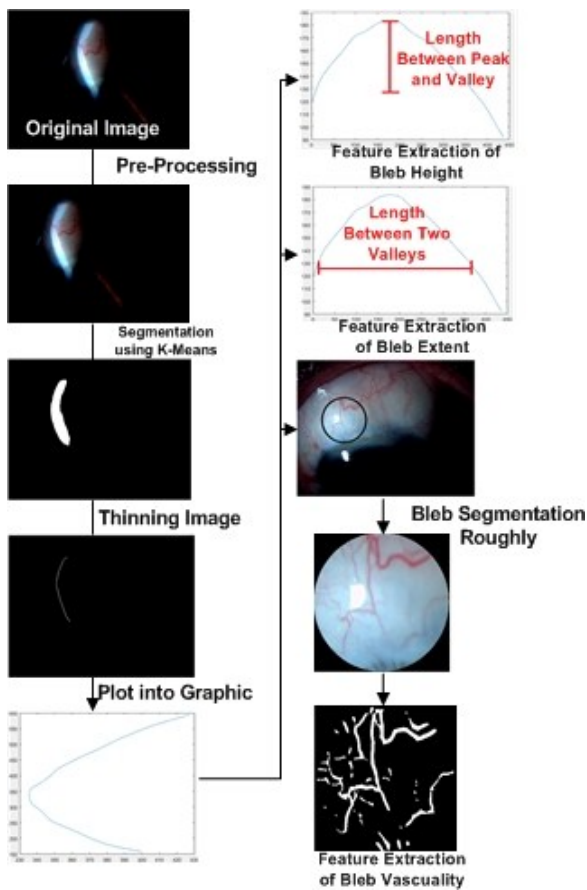 Original Image
Pre-Processing
Segmentation
using K-Means
Thinning Image
Plot into Graphic
Length
Between Peak
and Valley
Feature Extraction of
Bleb Height
Length
Between Two
Valleys
Feature Extraction
of Bleb Extent
Bleb Segmentation
Roughly
Feature Extraction
of Bleb Vascuality